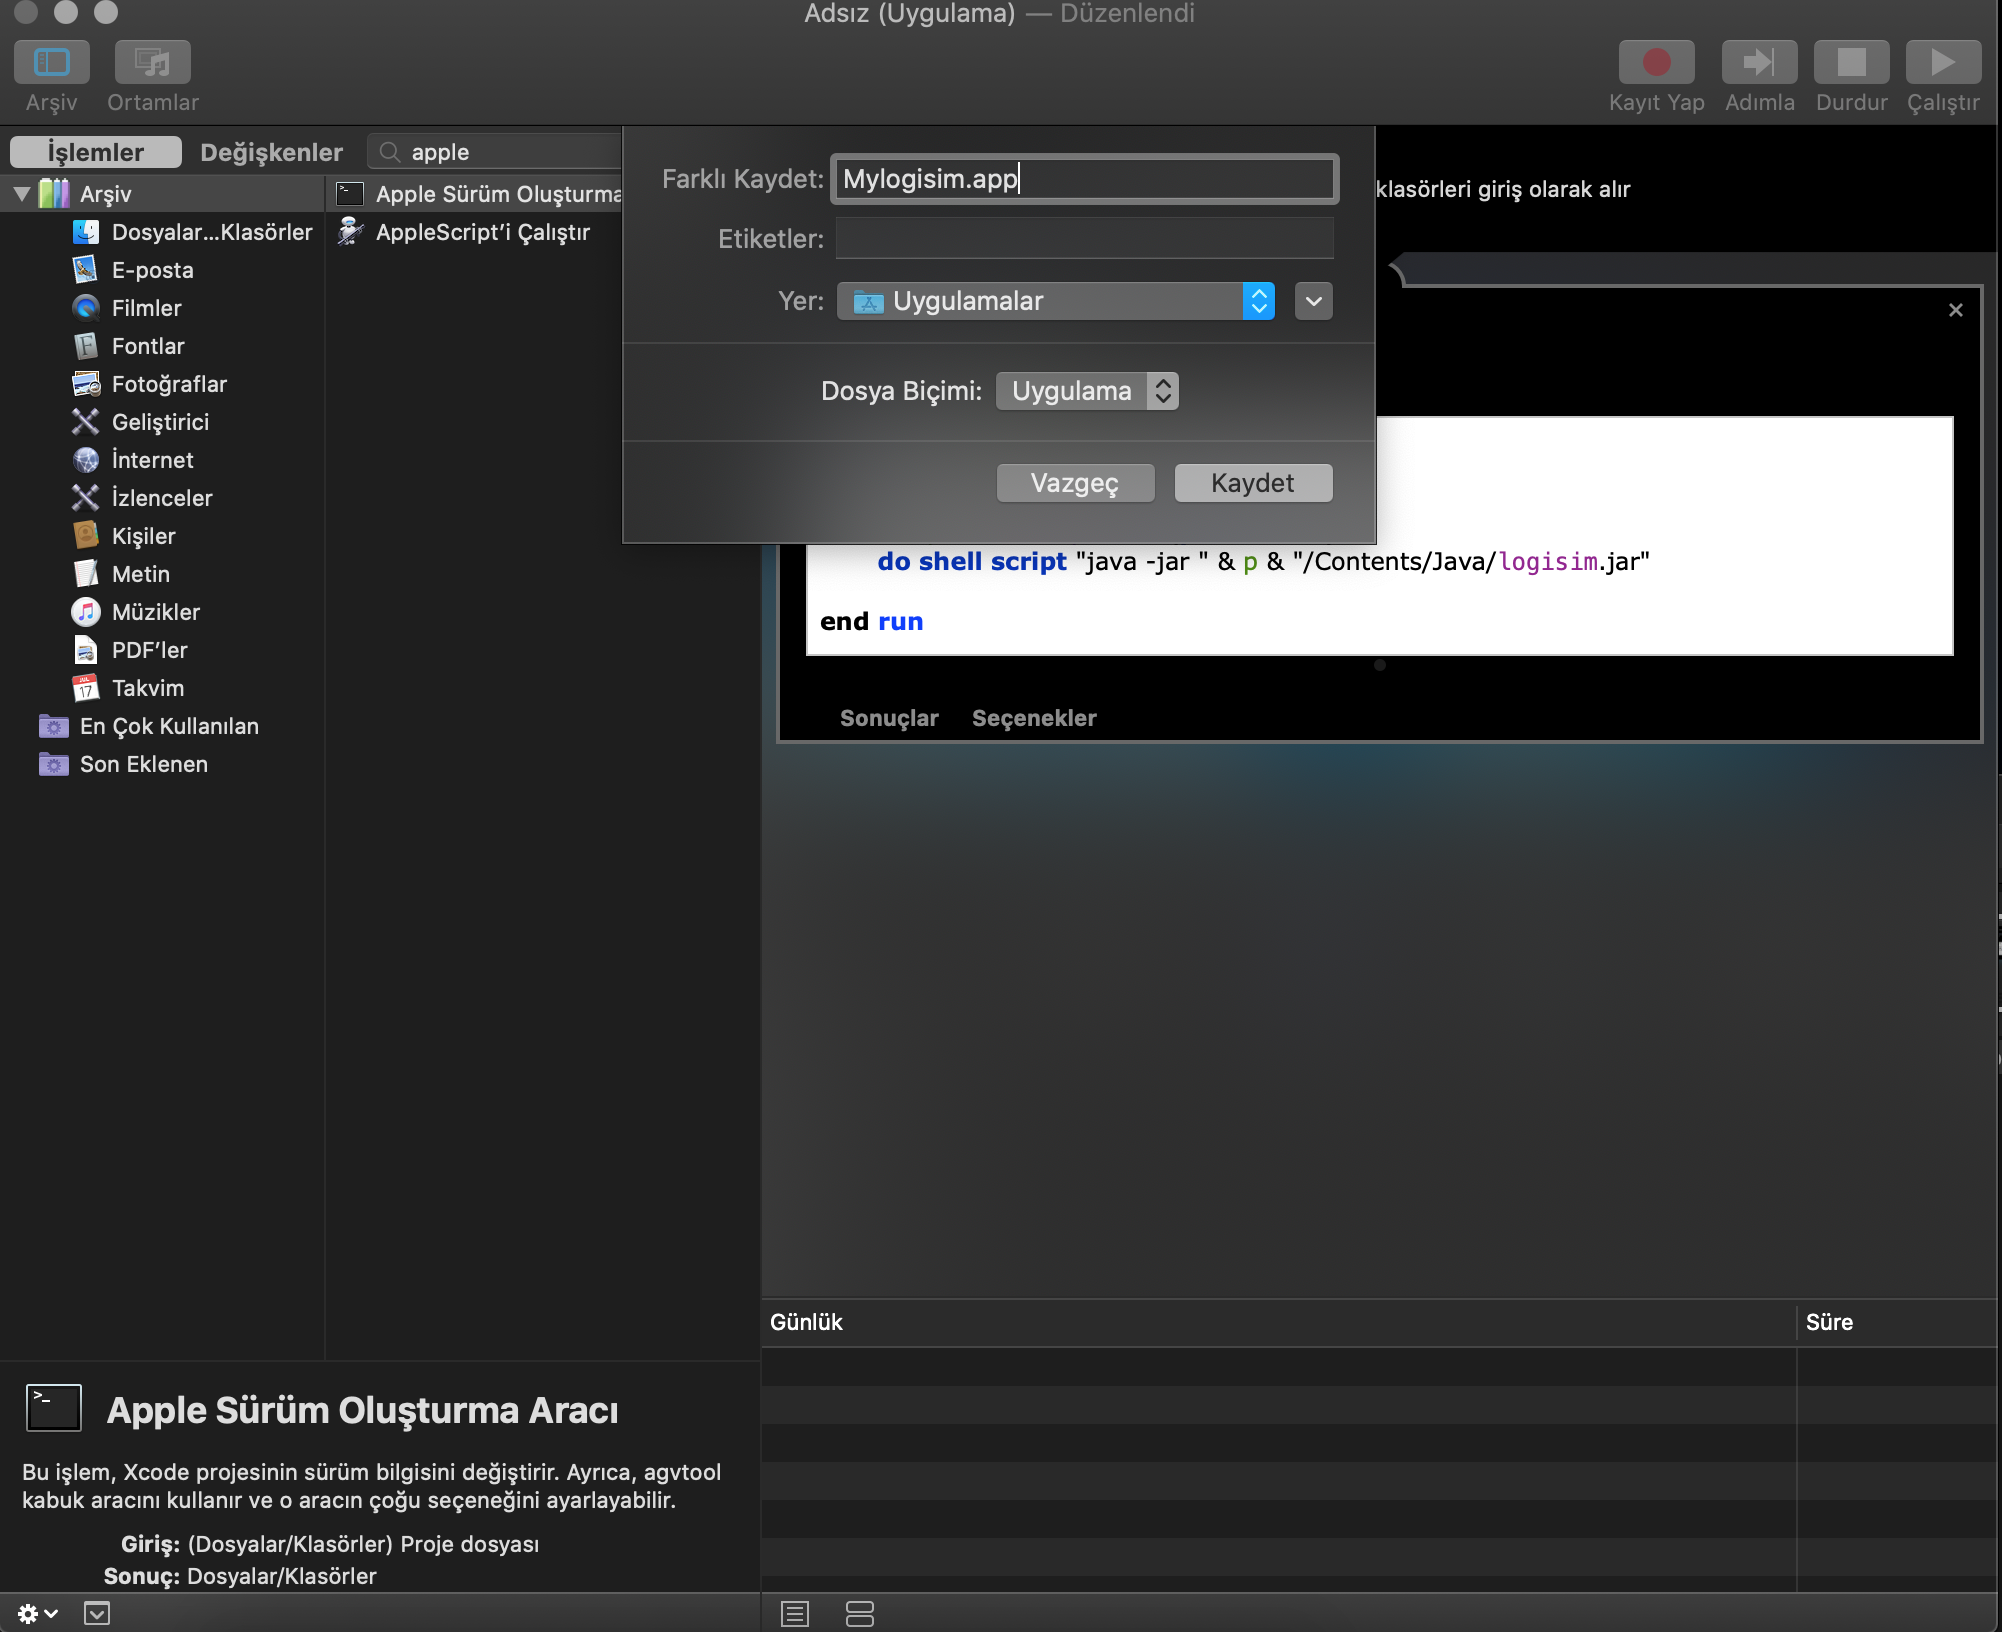 Adsız (Uygulama) — Düzenlendi
Arşiv
Ortamlar
Kayıt Yap
Adımla
Durdur
Çalıştır
İşlemler
Değişkenler
apple
Arşiv
Dosyalar...Klasörler
E-posta
Filmler
Fontlar
Fotoğraflar
Geliştirici
İnternet
İzlenceler
Kişiler
Metin
Müzikler
PDF’ler
Takvim
En Çok Kullanılan
Son Eklenen
Apple Sürüm Oluşturma
AppleScript’i Çalıştır
Farklı Kaydet: Mylogisim.app
Etiketler:
Yer: Uygulamalar
Dosya Biçimi: Uygulama
Vazgeç
Kaydet
klasörleri giriş olarak alır
do shell script "java -jar " & p & "/Contents/Java/logisim.jar"
end run
Sonuçlar
Seçenekler
Günlük
Süre
Apple Sürüm Oluşturma Aracı
Bu işlem, Xcode projesinin sürüm bilgisini değiştirir. Ayrıca, agvtool
kabuk aracını kullanır ve o aracın çoğu seçeneğini ayarlayabilir.
Giriş: (Dosyalar/Klasörler) Proje dosyası
Sonuç: Dosyalar/Klasörler